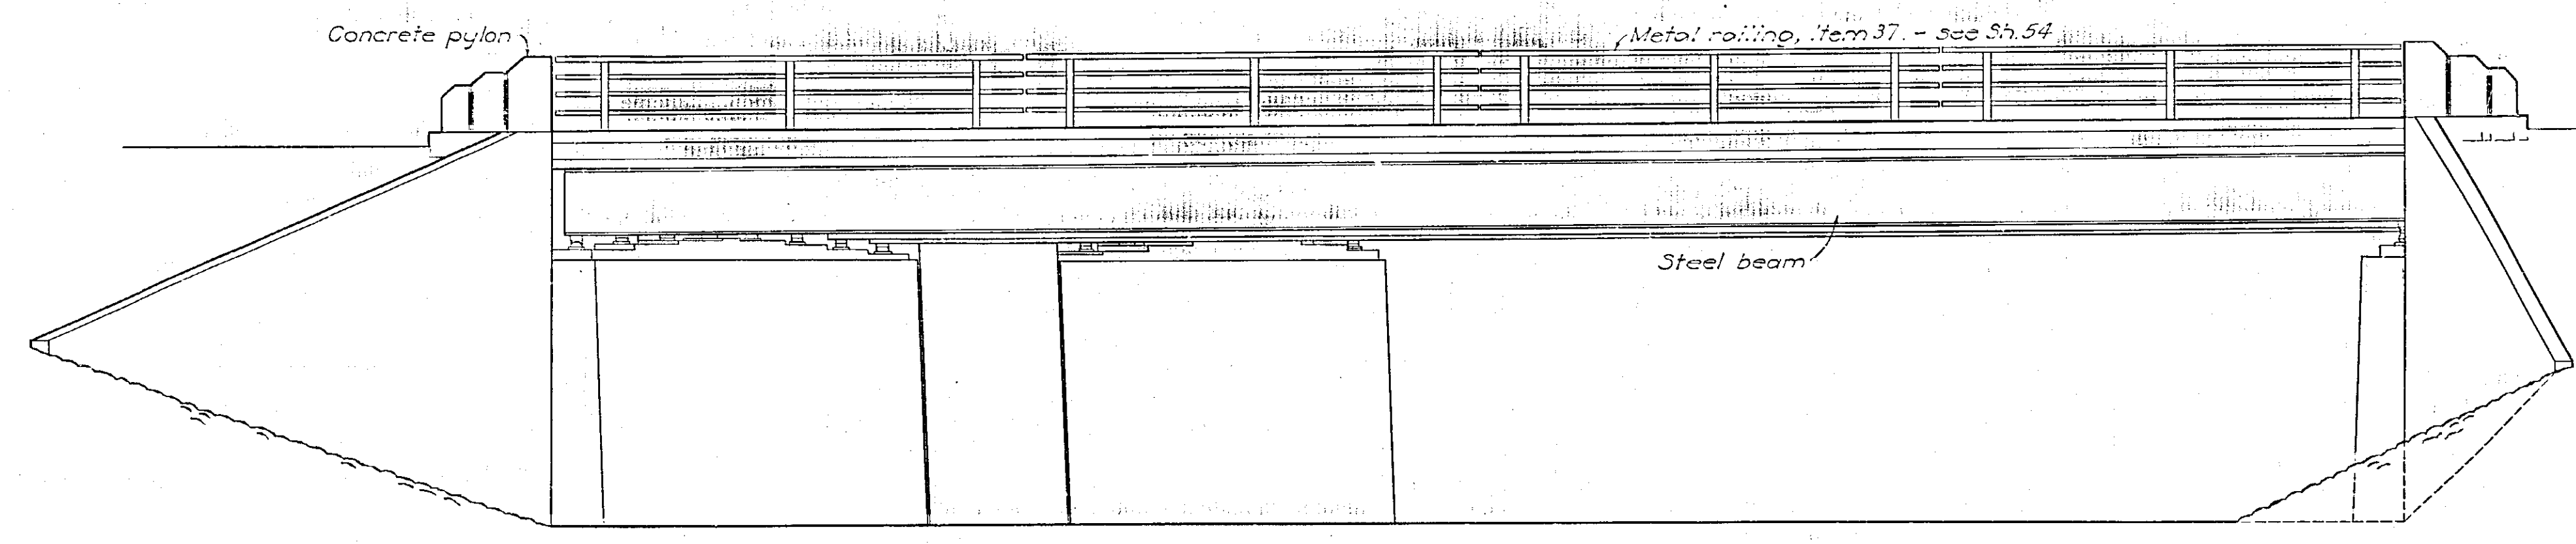 Concrete pylon
Metal railing, Item 37. - see Sh. 54
Steel beam